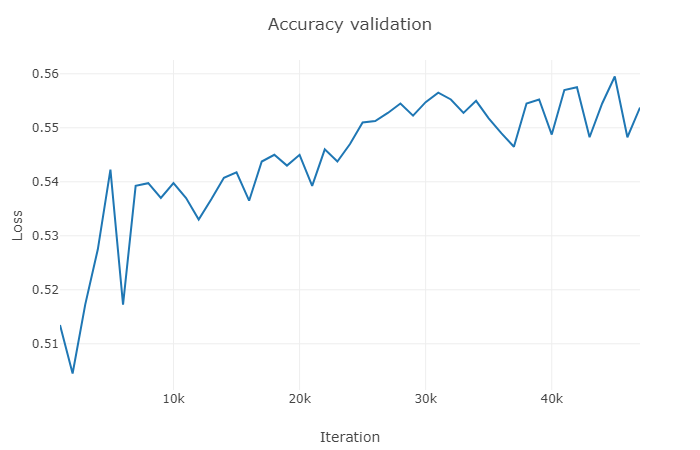 Accuracy validation
0.56
0.55
0.54
0.53
0.52
0.51
Loss
10k
20k
30k
40k
Iteration